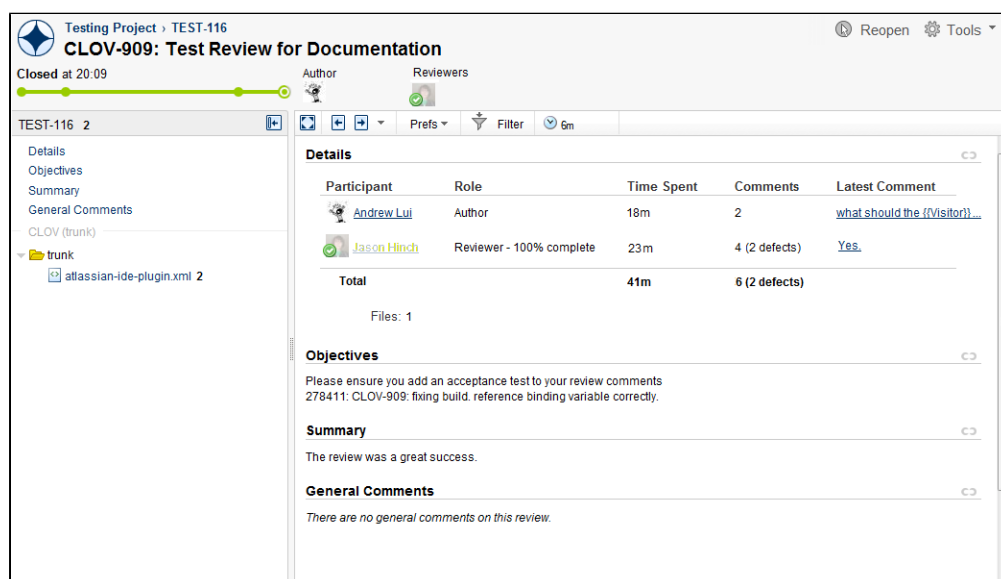 Testing Project › TEST-116
CLOV-909: Test Review for Documentation
Reopen Tools
Closed at 20:09
Author Reviewers
TEST-116 2
Prefs Filter 6m
Details
Objectives
Summary
General Comments
CLOV (trunk)
trunk
atlassian-ide-plugin.xml 2
Details
Participant Role Time Spent Comments Latest Comment
Andrew Lui Author 18m 2 what should the {{Visitor}}...
Jason Hinch Reviewer - 100% complete 23m 4 (2 defects) Yes.
Total 41m 6 (2 defects)
Files: 1
Objectives
Please ensure you add an acceptance test to your review comments
278411: CLOV-909: fixing build. reference binding variable correctly.
Summary
The review was a great success.
General Comments
There are no general comments on this review.